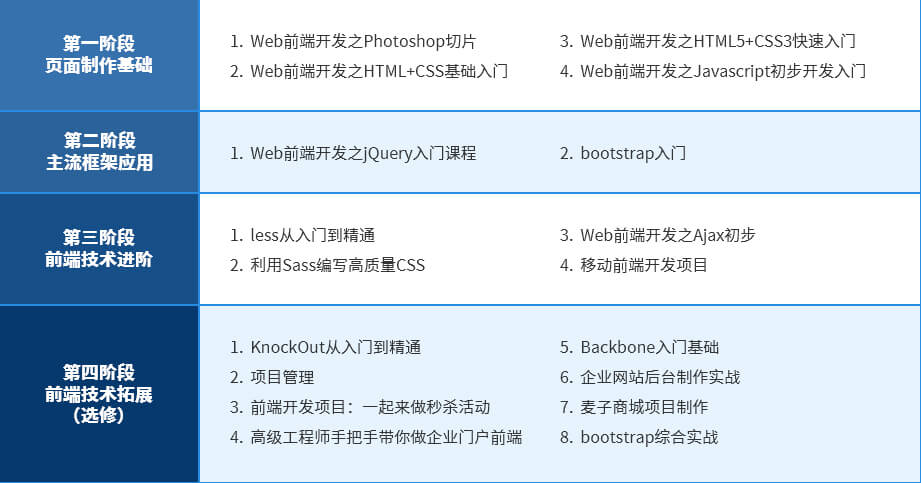 第一阶段
页面制作基础
1. Web前端开发之Photoshop切片
2. Web前端开发之HTML+CSS基础入门
3. Web前端开发之HTML5+CSS3快速入门
4. Web前端开发之Javascript初步开发入门
第二阶段
主流框架应用
1. Web前端开发之jQuery入门课程
2. bootstrap入门
第三阶段
前端技术进阶
1. less从入门到精通
2. 利用Sass编写高质量CSS
3. Web前端开发之Ajax初步
4. 移动前端开发项目
第四阶段
前端技术拓展
（选修）
1. KnockOut从入门到精通
2. 项目管理
3. 前端开发项目：一起来做秒杀活动
4. 高级工程师手把手带你做企业门户前端
5. Backbone入门基础
6. 企业网站后台制作实战
7. 麦子商城项目制作
8. bootstrap综合实战